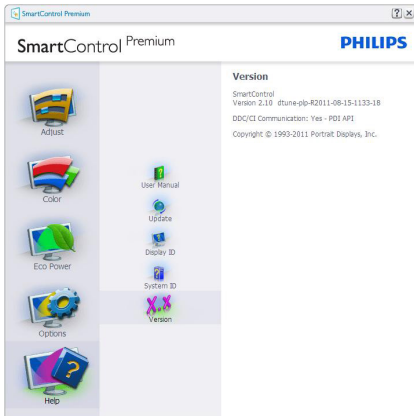 SmartControl Premium
SmartControl Premium
PHILIPS
Adjust
Color
Eco Power
Options
Help
User Manual
Update
Display ID
System ID
X.X
Version
Version
SmartControl
Version 2.10 dtune-plp-R2011-08-15-1133-18
DDC/CI Communication: Yes - PDI API
Copyright © 1993-2011 Portrait Displays, Inc.